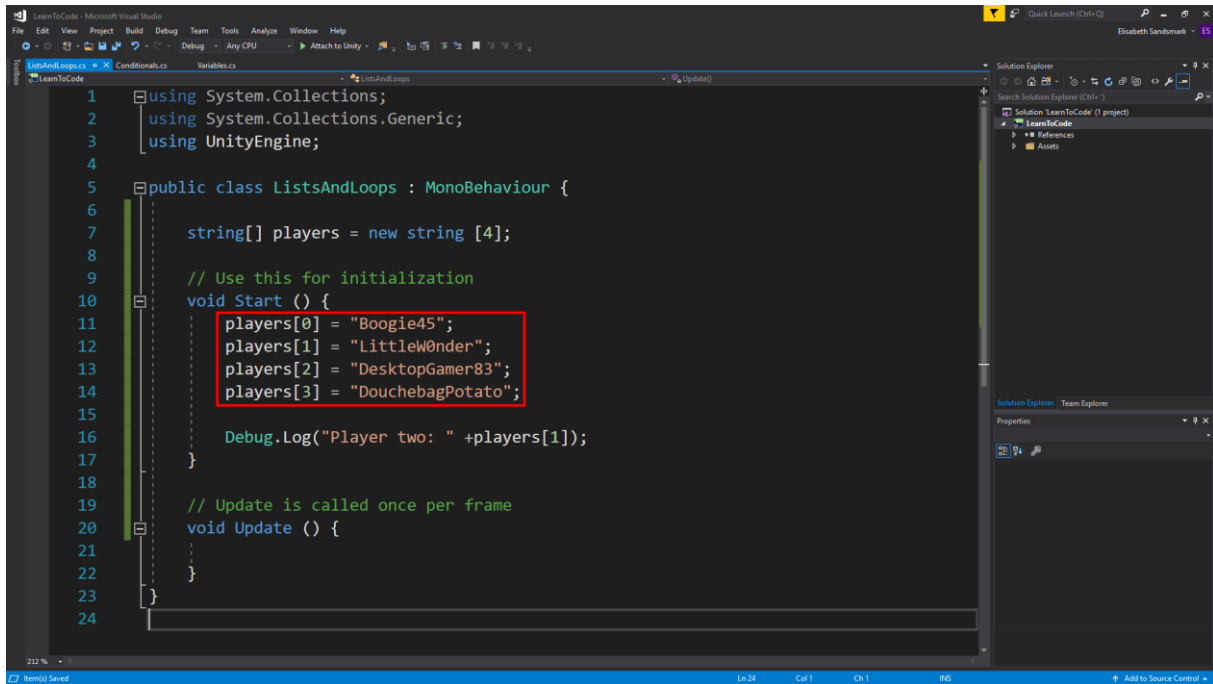 LearnToCode - Microsoft Visual Studio
Quick Launch (Ctrl+Q)
File Edit View Project Build Debug Team Tools Analyze Window Help
Elisabeth Sandsmark ES
Debug Any CPU Attach to Unity
Toolbox
ListsAndLoops.cs Conditionals.cs Variables.cs
LearnToCode ListsAndLoops Update()
1 using System.Collections;
2 using System.Collections.Generic;
3 using UnityEngine;
4
5 public class ListsAndLoops : MonoBehaviour {
6
7 string[] players = new string [4];
8
9 // Use this for initialization
10 void Start () {
11 players[0] = "Boogie45";
12 players[1] = "LittleW0nder";
13 players[2] = "DesktopGamer83";
14 players[3] = "DouchebagPotato";
15
16 Debug.Log("Player two: " +players[1]);
17 }
18
19 // Update is called once per frame
20 void Update () {
21
22 }
23 }
24
212 %
Solution Explorer
Search Solution Explorer (Ctrl+¨)
Solution 'LearnToCode' (1 project)
LearnToCode
References
Assets
Solution Explorer Team Explorer
Properties
Item(s) Saved Ln 24 Col 1 Ch 1 INS Add to Source Control